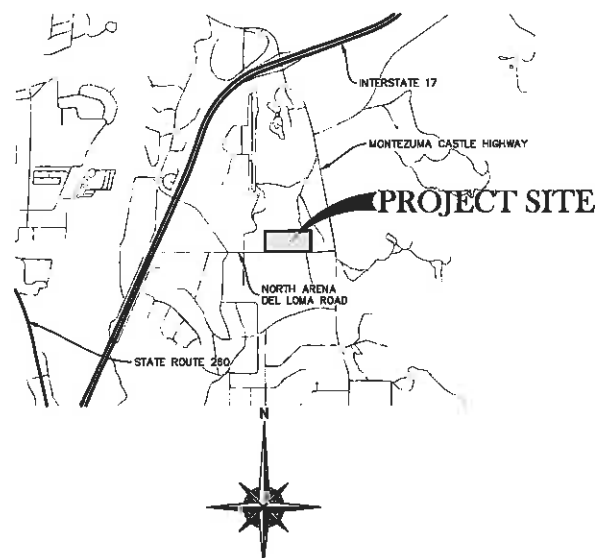 INTERSTATE 17
MONTEZUMA CASTLE HIGHWAY
PROJECT SITE
NORTH ARENA
DEL LOMA ROAD
STATE ROUTE 260
N